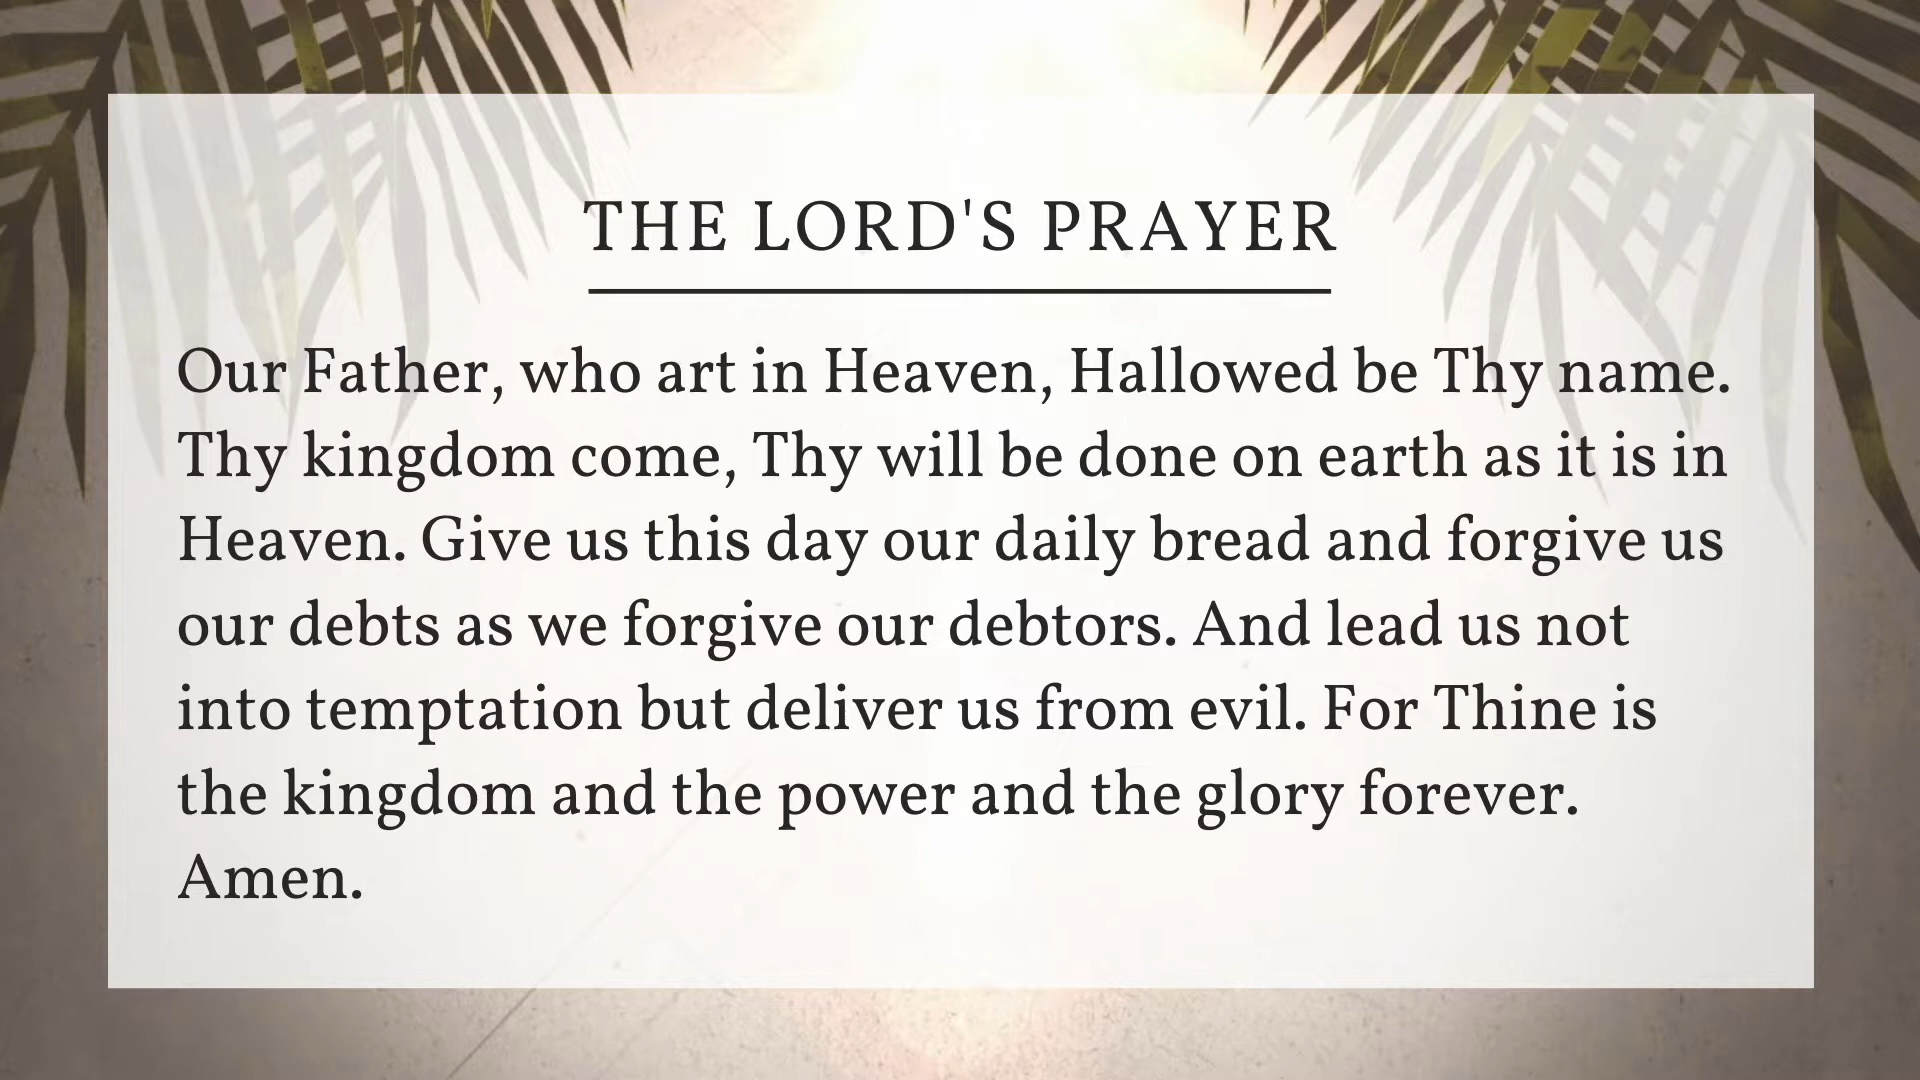 THE LORD'S PRAYER
Our Father, who art in Heaven, Hallowed be Thy name.
Thy kingdom come, Thy will be done on earth as it is in
Heaven. Give us this day our daily bread and forgive us
our debts as we forgive our debtors. And lead us not
into temptation but deliver us from evil. For Thine is
the kingdom and the power and the glory forever.
Amen.